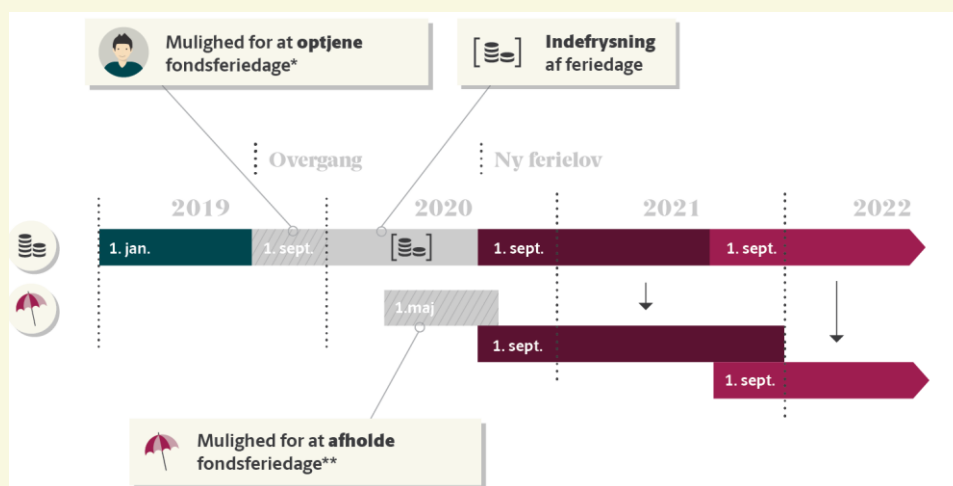 Mulighed for at optjene
fondsferiedage*
Indefrysning
af feriedage
Overgang
Ny ferielov
2019
2020
2021
2022
1. jan.
1. sept.
1. sept.
1. sept.
1.maj
1. sept.
1. sept.
Mulighed for at afholde
fondsferiedage**